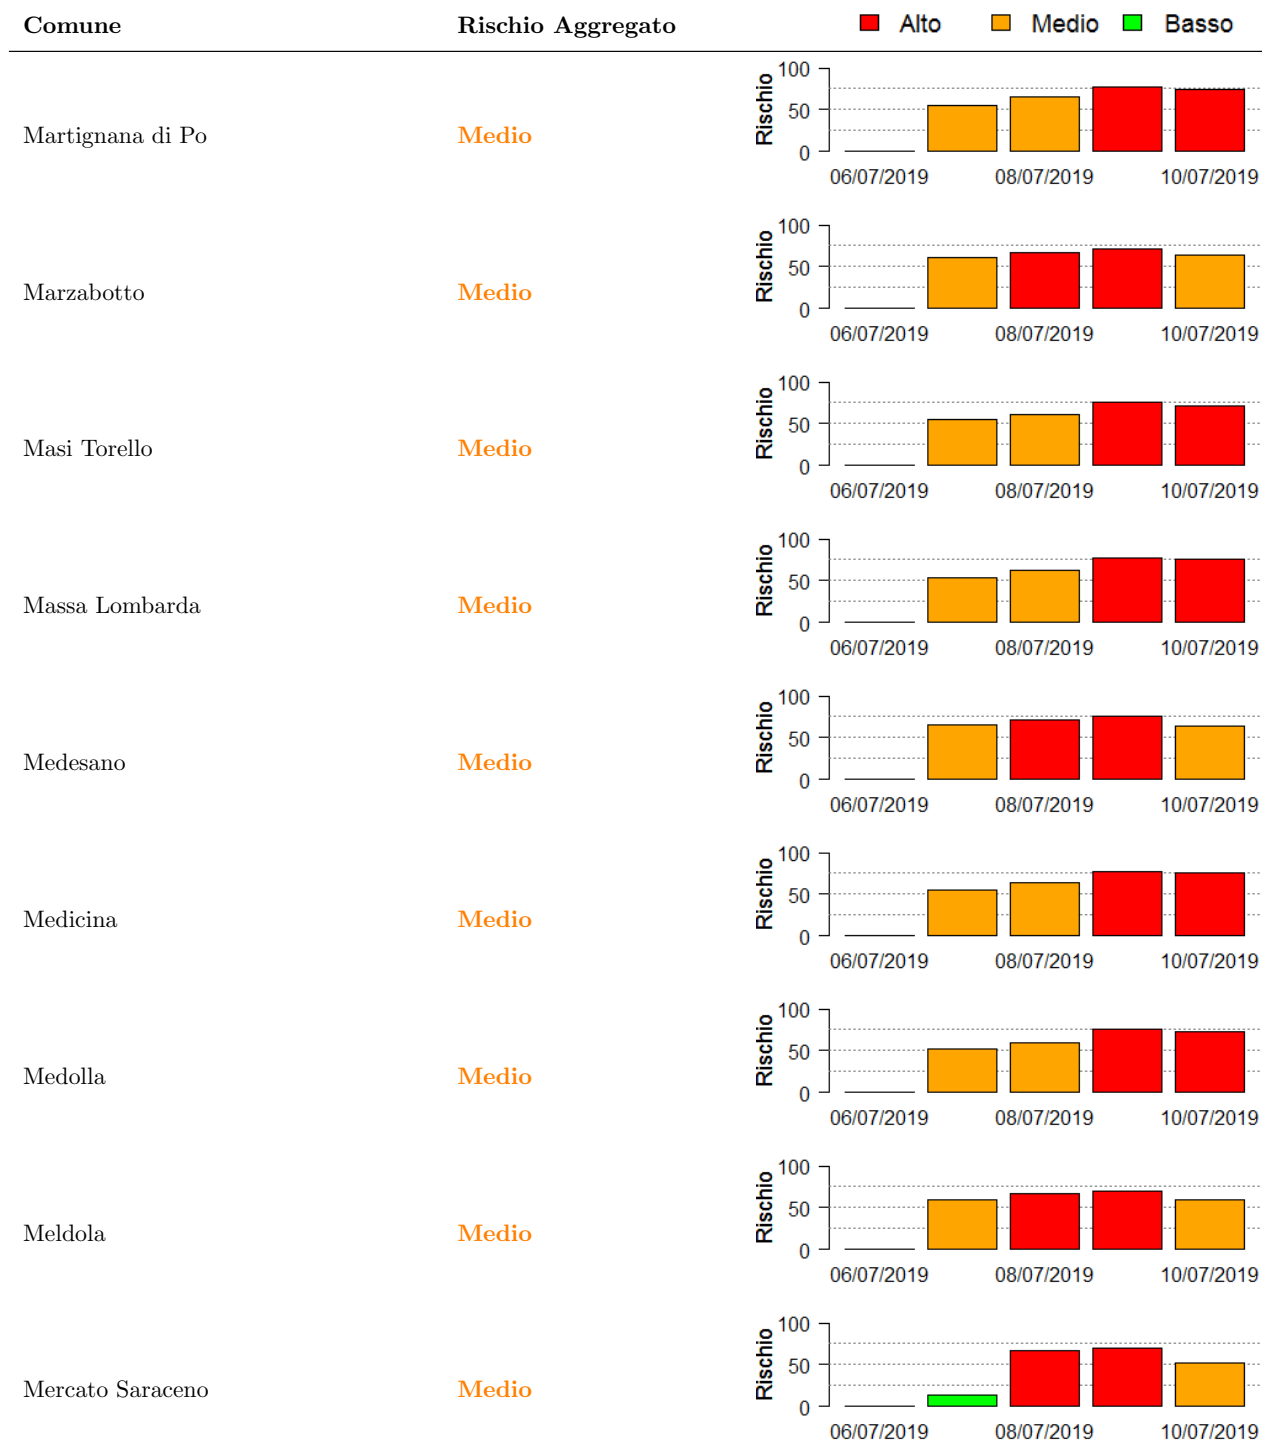 Comune Rischio Aggregato Alto Medio Basso
100
50
0
Rischio
Martignana di Po Medio
06/07/2019 08/07/2019 10/07/2019
100
50
0
Rischio
Marzabotto Medio
06/07/2019 08/07/2019 10/07/2019
100
50
0
Rischio
Masi Torello Medio
06/07/2019 08/07/2019 10/07/2019
100
50
0
Rischio
Massa Lombarda Medio
06/07/2019 08/07/2019 10/07/2019
100
50
0
Rischio
Medesano Medio
06/07/2019 08/07/2019 10/07/2019
100
50
0
Rischio
Medicina Medio
06/07/2019 08/07/2019 10/07/2019
100
50
0
Rischio
Medolla Medio
06/07/2019 08/07/2019 10/07/2019
100
50
0
Rischio
Meldola Medio
06/07/2019 08/07/2019 10/07/2019
100
50
0
Rischio
Mercato Saraceno Medio
06/07/2019 08/07/2019 10/07/2019